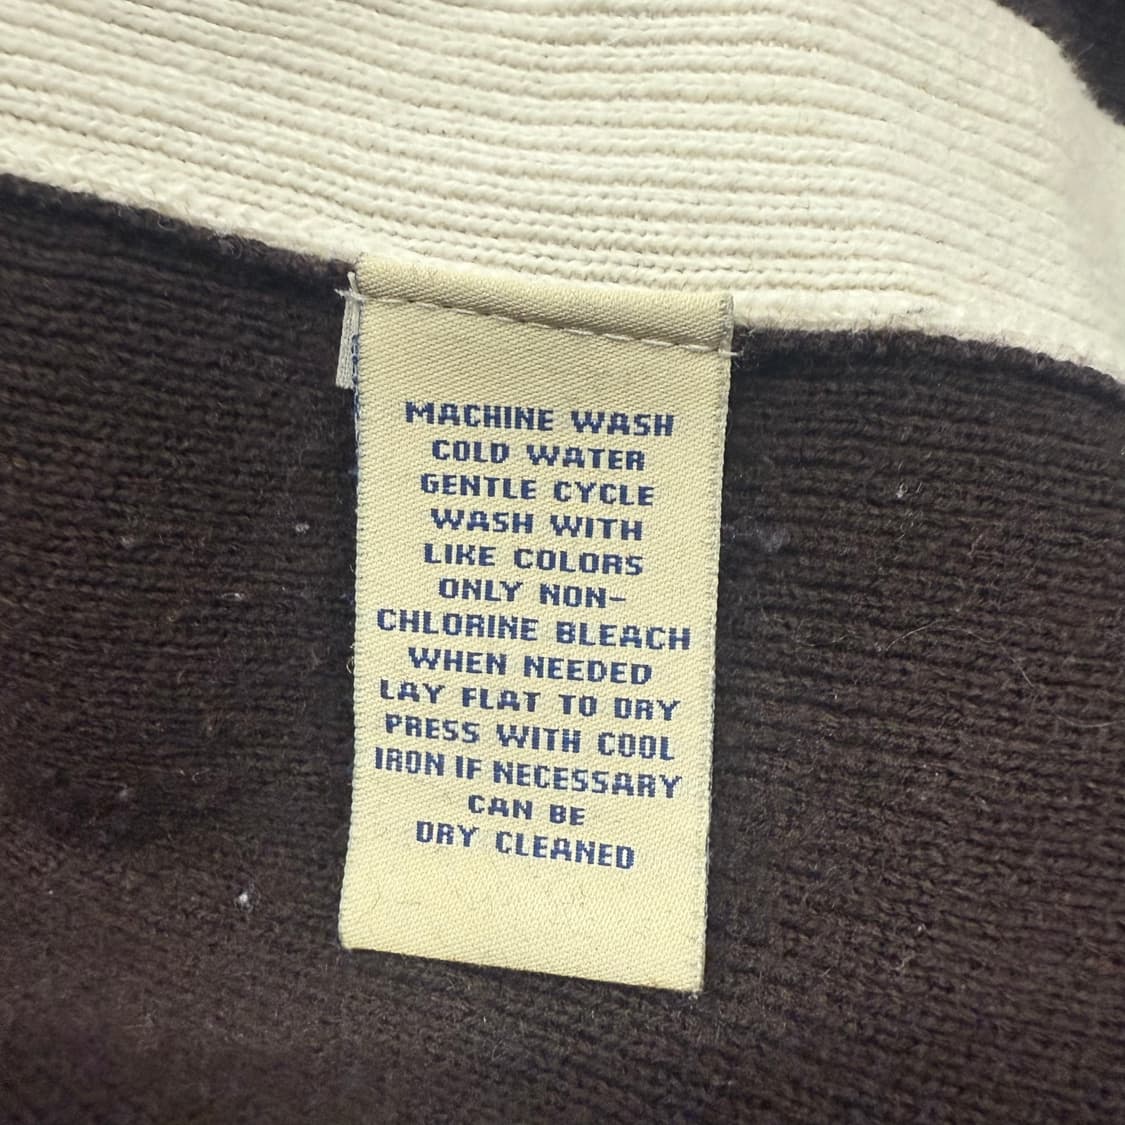 MACHINE WASH
COLD WATER
GENTLE CYCLE
WASH WITH
LIKE COLORS
ONLY NON-
CHLORINE BLEACH
WHEN NEEDED
LAY FLAT TO DRY
PRESS WITH COOL
IRON IF NECESSARY
CAN BE
DRY CLEANED